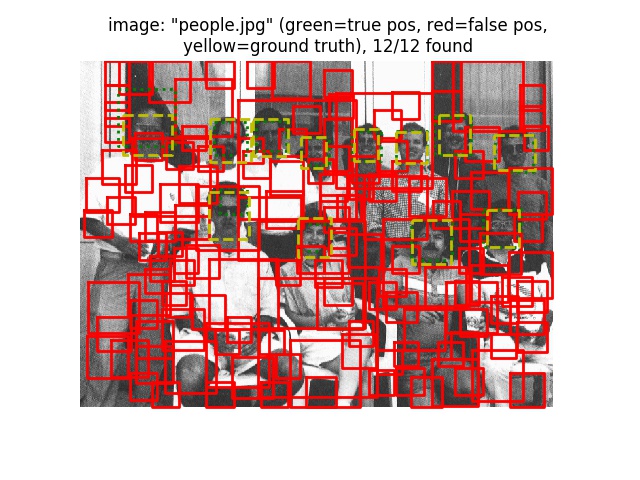 image: "people.jpg" (green=true pos, red=false pos,
yellow=ground truth), 12/12 found